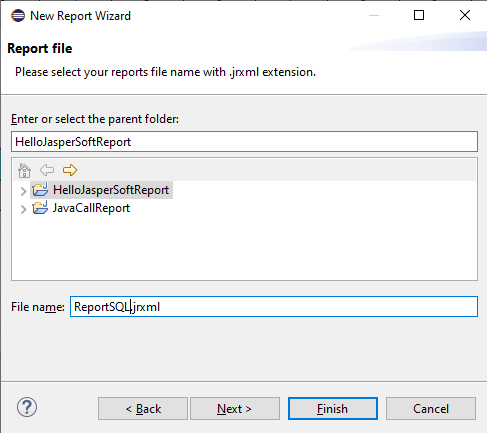 New Report Wizard
Report file
Please select your reports file name with .jrxml extension.
Enter or select the parent folder:
HelloJasperSoftReport
HelloJasperSoftReport
JavaCallReport
File name: ReportSQL.jrxml
? < Back Next > Finish Cancel